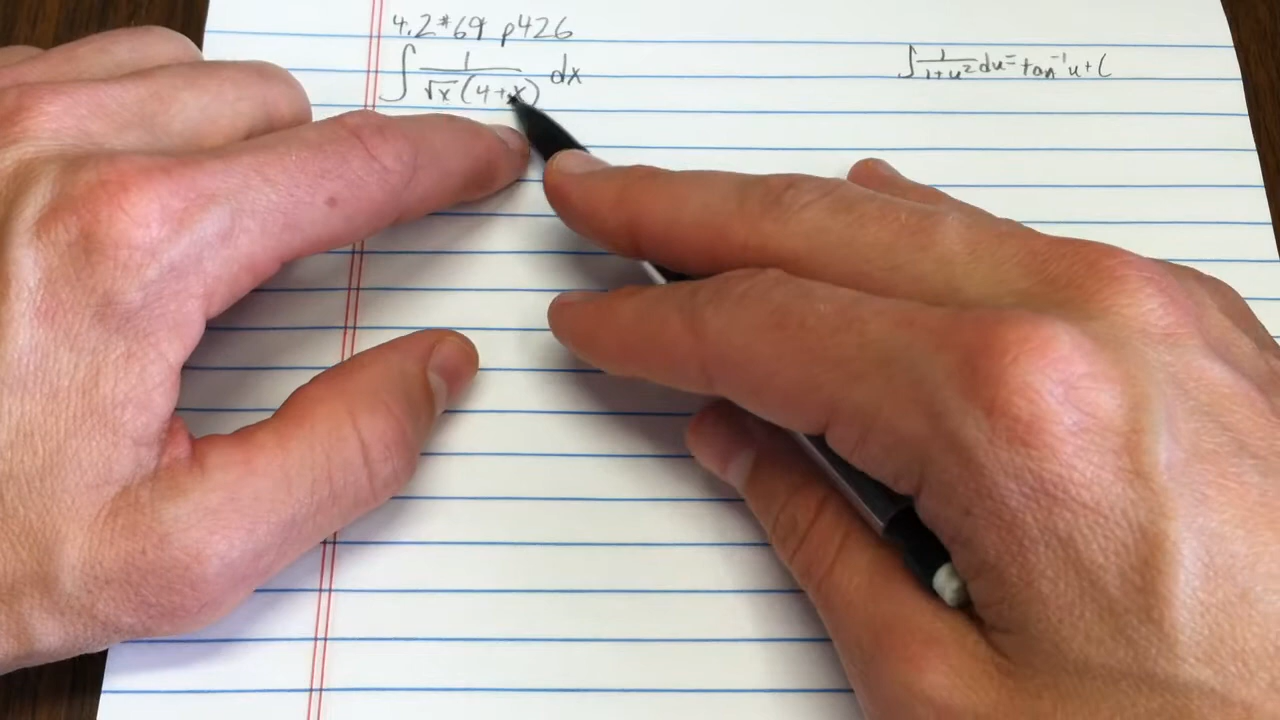 4.2 #69 p426
∫ 1/(√x (4+x)) dx
∫ 1/(1+u²) du = tan⁻¹ u + C